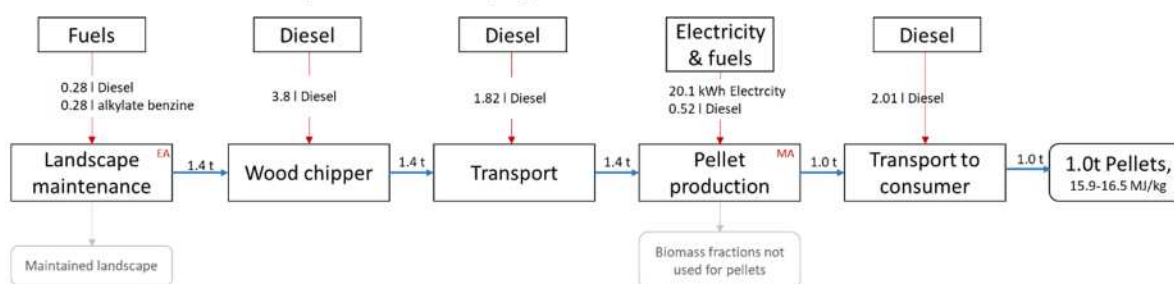 Fuels
Diesel
Diesel
Electricity
& fuels
Diesel
0.28 l Diesel
0.28 l alkylate benzine
3.8 l Diesel
1.82 l Diesel
20.1 kWh Electrcity
0.52 l Diesel
2.01 l Diesel
Landscape
maintenance
EA
1.4 t
Wood chipper
1.4 t
Transport
1.4 t
Pellet
production
MA
1.0 t
Transport to
consumer
1.0 t
1.0t Pellets,
15.9-16.5 MJ/kg
Maintained landscape
Biomass fractions not
used for pellets